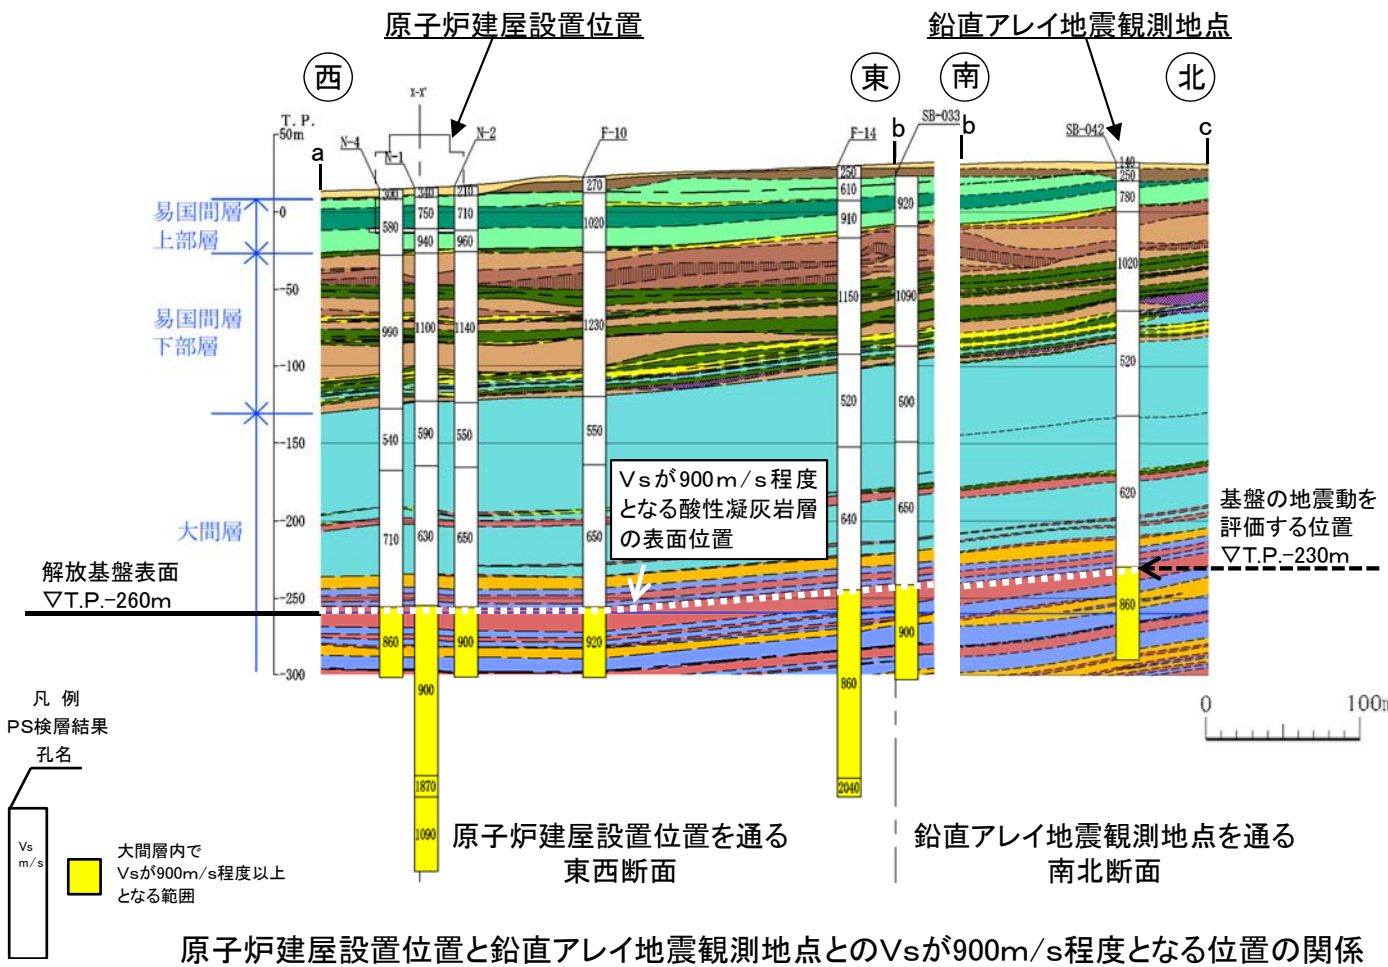 原子炉建屋設置位置
鉛直アレイ地震観測地点
西
東
南
北
X-X'
T.P.
50m
0
-50
-100
-150
-200
-250
-300
a
b
b
c
N-4
N-1
N-2
F-10
F-14
SB-033
SB-042
300
580
990
540
710
860
340
750
940
1100
590
630
900
1870
1090
210
710
960
1140
550
650
900
270
1020
1230
550
650
920
250
610
910
1150
520
640
860
2040
920
1090
500
650
900
140
250
780
1020
520
620
860
易国間層
上部層
易国間層
下部層
大間層
Vsが900m/s程度
となる酸性凝灰岩層
の表面位置
基盤の地震動を
評価する位置
▽T.P.-230m
解放基盤表面
▽T.P.-260m
0 100m
凡 例
PS検層結果
孔名
Vs
m/s
大間層内で
Vsが900m/s程度以上
となる範囲
原子炉建屋設置位置を通る
東西断面
鉛直アレイ地震観測地点を通る
南北断面
原子炉建屋設置位置と鉛直アレイ地震観測地点とのVsが900m/s程度となる位置の関係